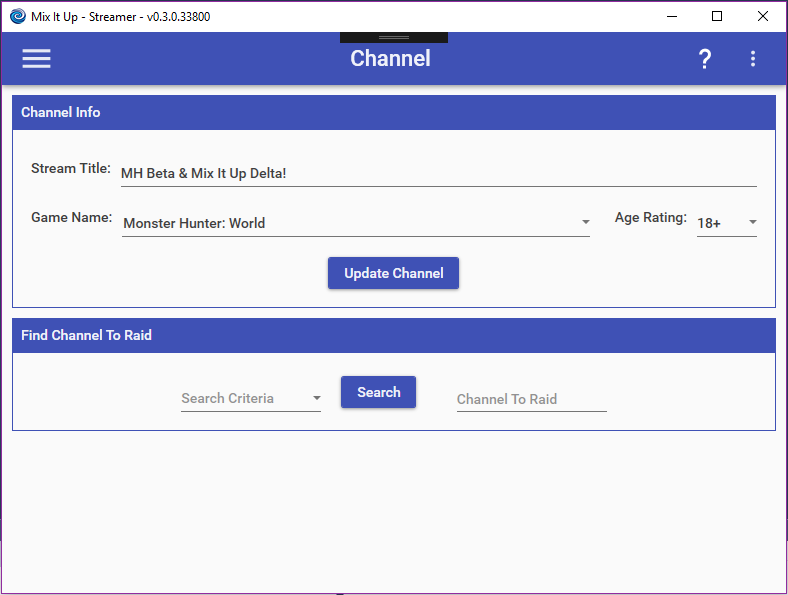 Mix It Up - Streamer - v0.3.0.33800
Channel
?
Channel Info
Stream Title: MH Beta & Mix It Up Delta!
Game Name: Monster Hunter: World Age Rating: 18+
Update Channel
Find Channel To Raid
Search Criteria Search Channel To Raid